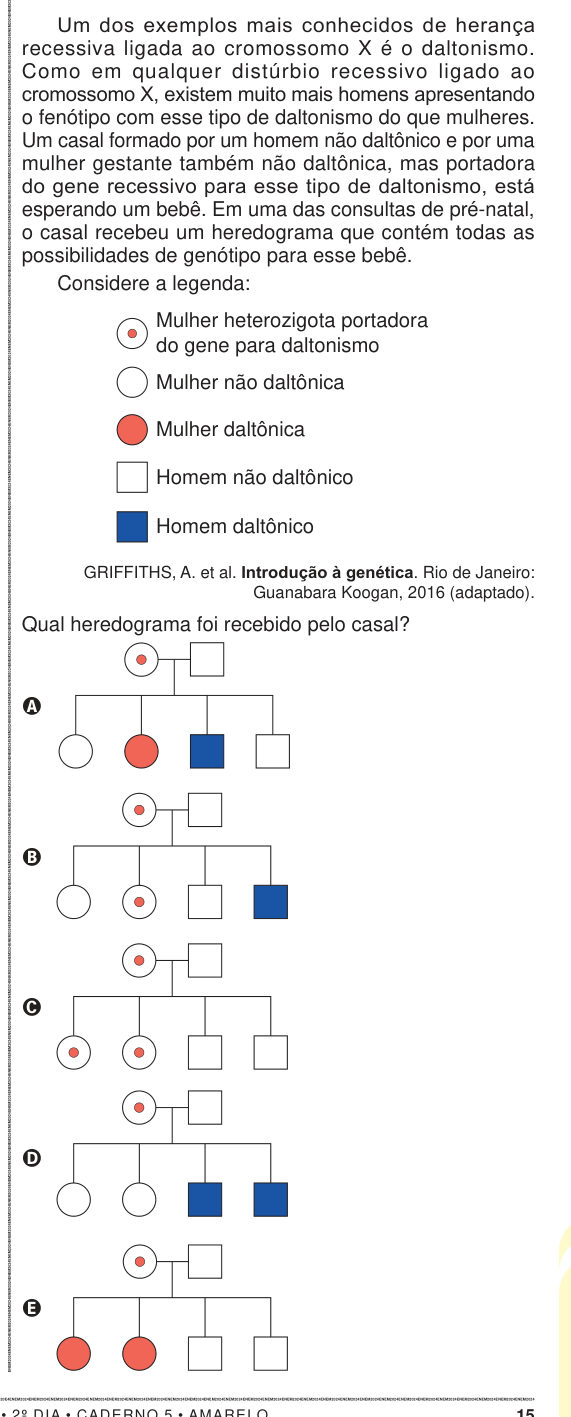 Um dos exemplos mais conhecidos de herança
recessiva ligada ao cromossomo X é o daltonismo.
Como em qualquer distúrbio recessivo ligado ao
cromossomo X, existem muito mais homens apresentando
o fenótipo com esse tipo de daltonismo do que mulheres.
Um casal formado por um homem não daltônico e por uma
mulher gestante também não daltônica, mas portadora
do gene recessivo para esse tipo de daltonismo, está
esperando um bebê. Em uma das consultas de pré-natal,
o casal recebeu um heredograma que contém todas as
possibilidades de genótipo para esse bebê.
Considere a legenda:
Mulher heterozigota portadora
do gene para daltonismo
Mulher não daltônica
Mulher daltônica
Homem não daltônico
Homem daltônico
GRIFFITHS, A. et al. Introdução à genética. Rio de Janeiro:
Guanabara Koogan, 2016 (adaptado).
Qual heredograma foi recebido pelo casal?
A
B
C
D
E
• 2º DIA • CADERNO 5 • AMARELO
15